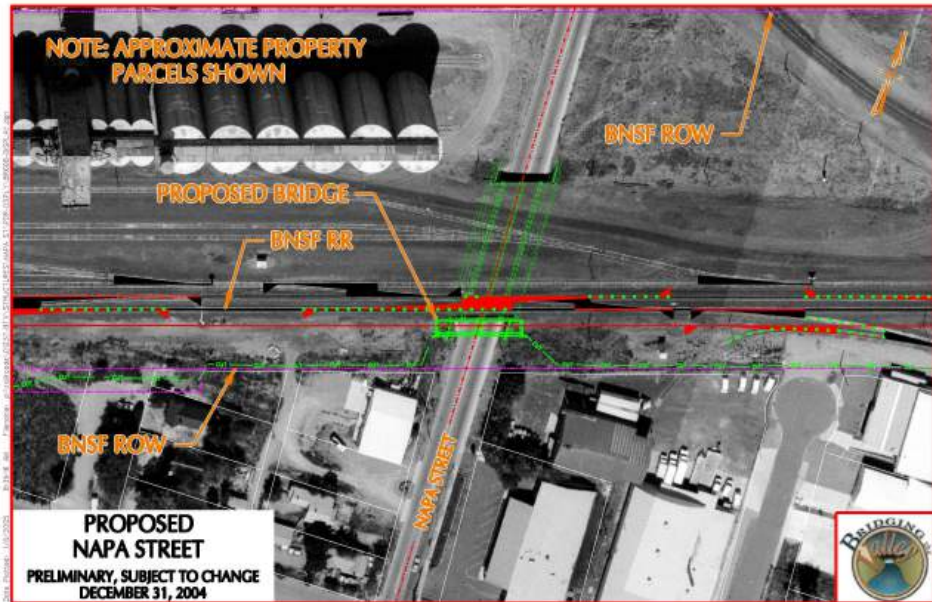 NOTE: APPROXIMATE PROPERTY
PARCELS SHOWN
BNSF ROW
PROPOSED BRIDGE
BNSF RR
BNSF ROW
NAPA STREET
PROPOSED
NAPA STREET
PRELIMINARY, SUBJECT TO CHANGE
DECEMBER 31, 2004
BRIDGING